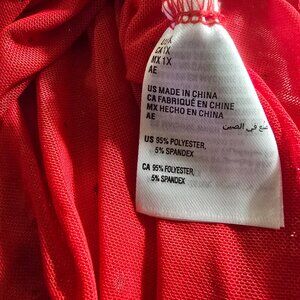 CA 1X
MX 1X
AE
US MADE IN CHINA
CA FABRIQUÉ EN CHINE
MX HECHO EN CHINA
AE صنع في الصين
US 95% POLYESTER,
5% SPANDEX
CA 95% POLYESTER,
5% SPANDEX